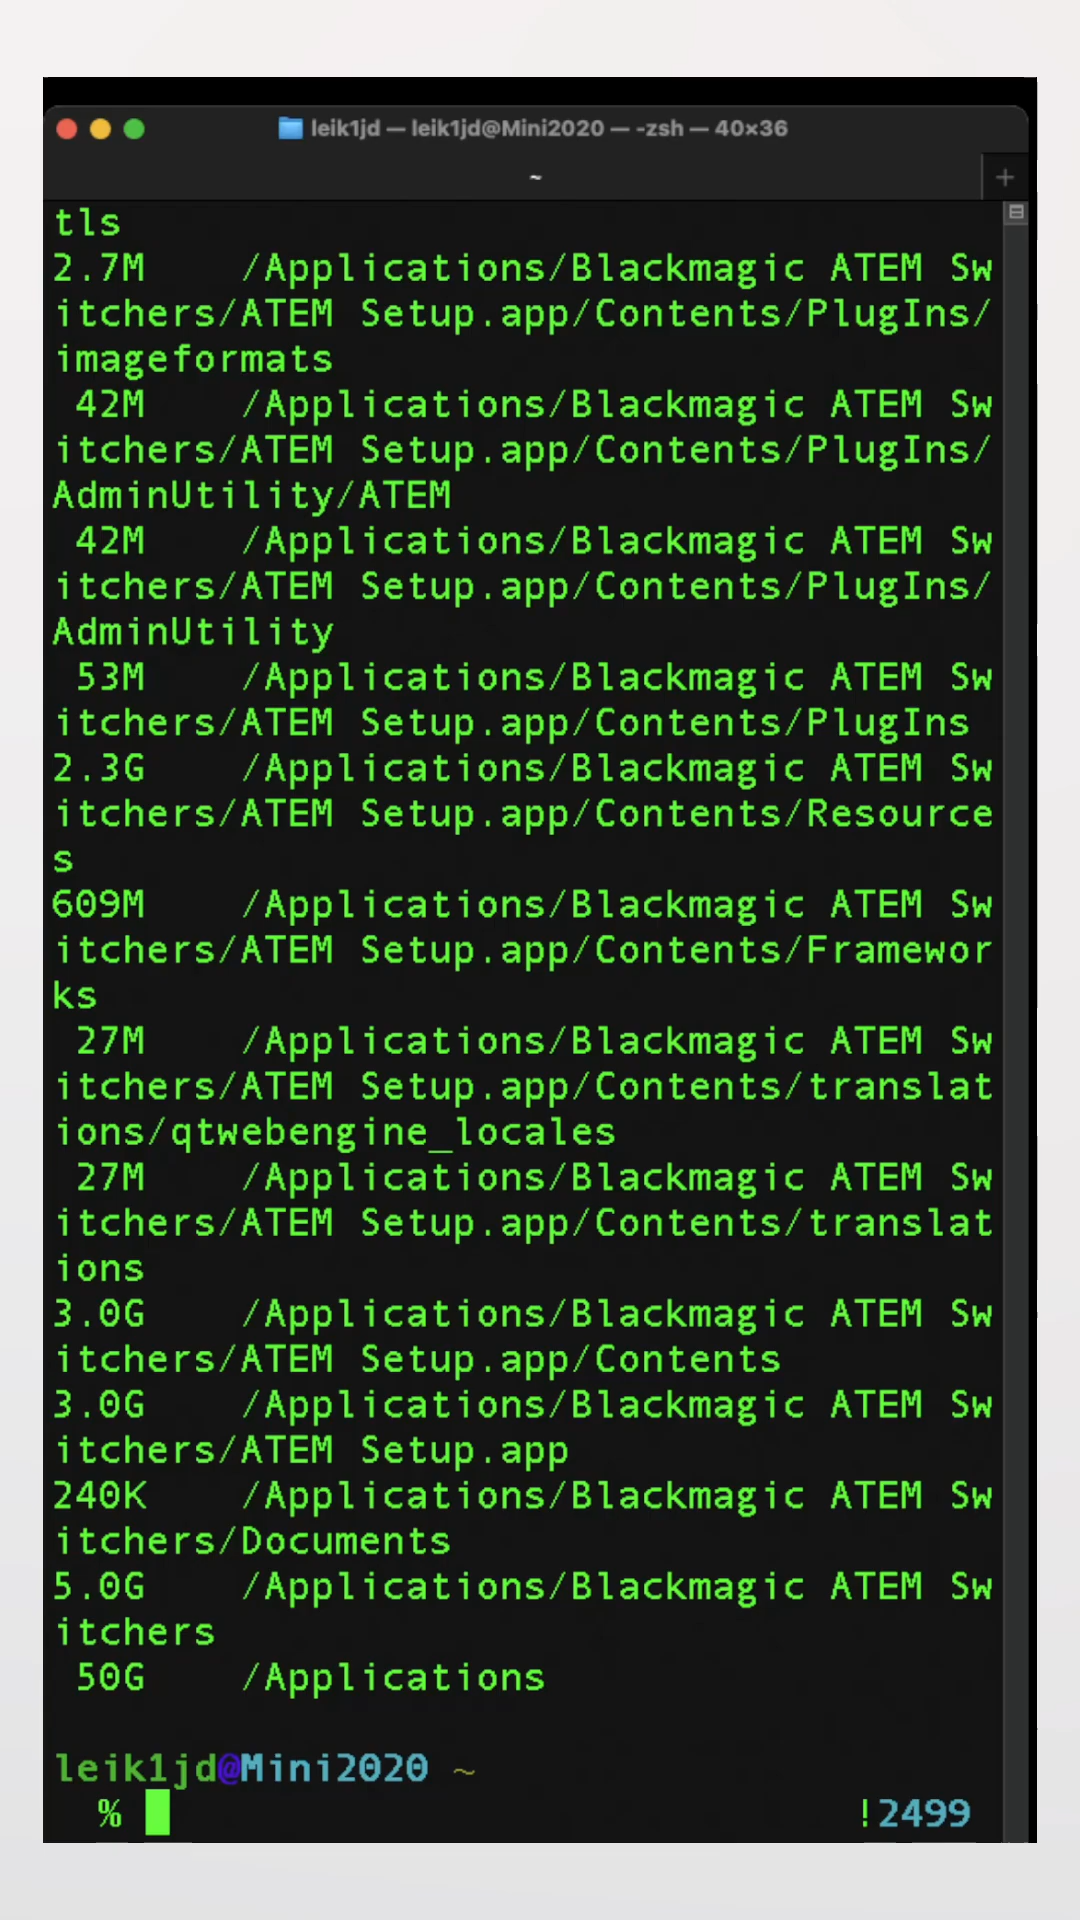 leik1jd — leik1jd@Mini2020 — -zsh — 40×36
~
+
tls
2.7M    /Applications/Blackmagic ATEM Sw
itchers/ATEM Setup.app/Contents/PlugIns/
imageformats
 42M    /Applications/Blackmagic ATEM Sw
itchers/ATEM Setup.app/Contents/PlugIns/
AdminUtility/ATEM
 42M    /Applications/Blackmagic ATEM Sw
itchers/ATEM Setup.app/Contents/PlugIns/
AdminUtility
 53M    /Applications/Blackmagic ATEM Sw
itchers/ATEM Setup.app/Contents/PlugIns
2.3G    /Applications/Blackmagic ATEM Sw
itchers/ATEM Setup.app/Contents/Resource
s
609M    /Applications/Blackmagic ATEM Sw
itchers/ATEM Setup.app/Contents/Framewor
ks
 27M    /Applications/Blackmagic ATEM Sw
itchers/ATEM Setup.app/Contents/translat
ions/qtwebengine_locales
 27M    /Applications/Blackmagic ATEM Sw
itchers/ATEM Setup.app/Contents/translat
ions
3.0G    /Applications/Blackmagic ATEM Sw
itchers/ATEM Setup.app/Contents
3.0G    /Applications/Blackmagic ATEM Sw
itchers/ATEM Setup.app
240K    /Applications/Blackmagic ATEM Sw
itchers/Documents
5.0G    /Applications/Blackmagic ATEM Sw
itchers
 50G    /Applications
leik1jd@Mini2020 ~
% !2499